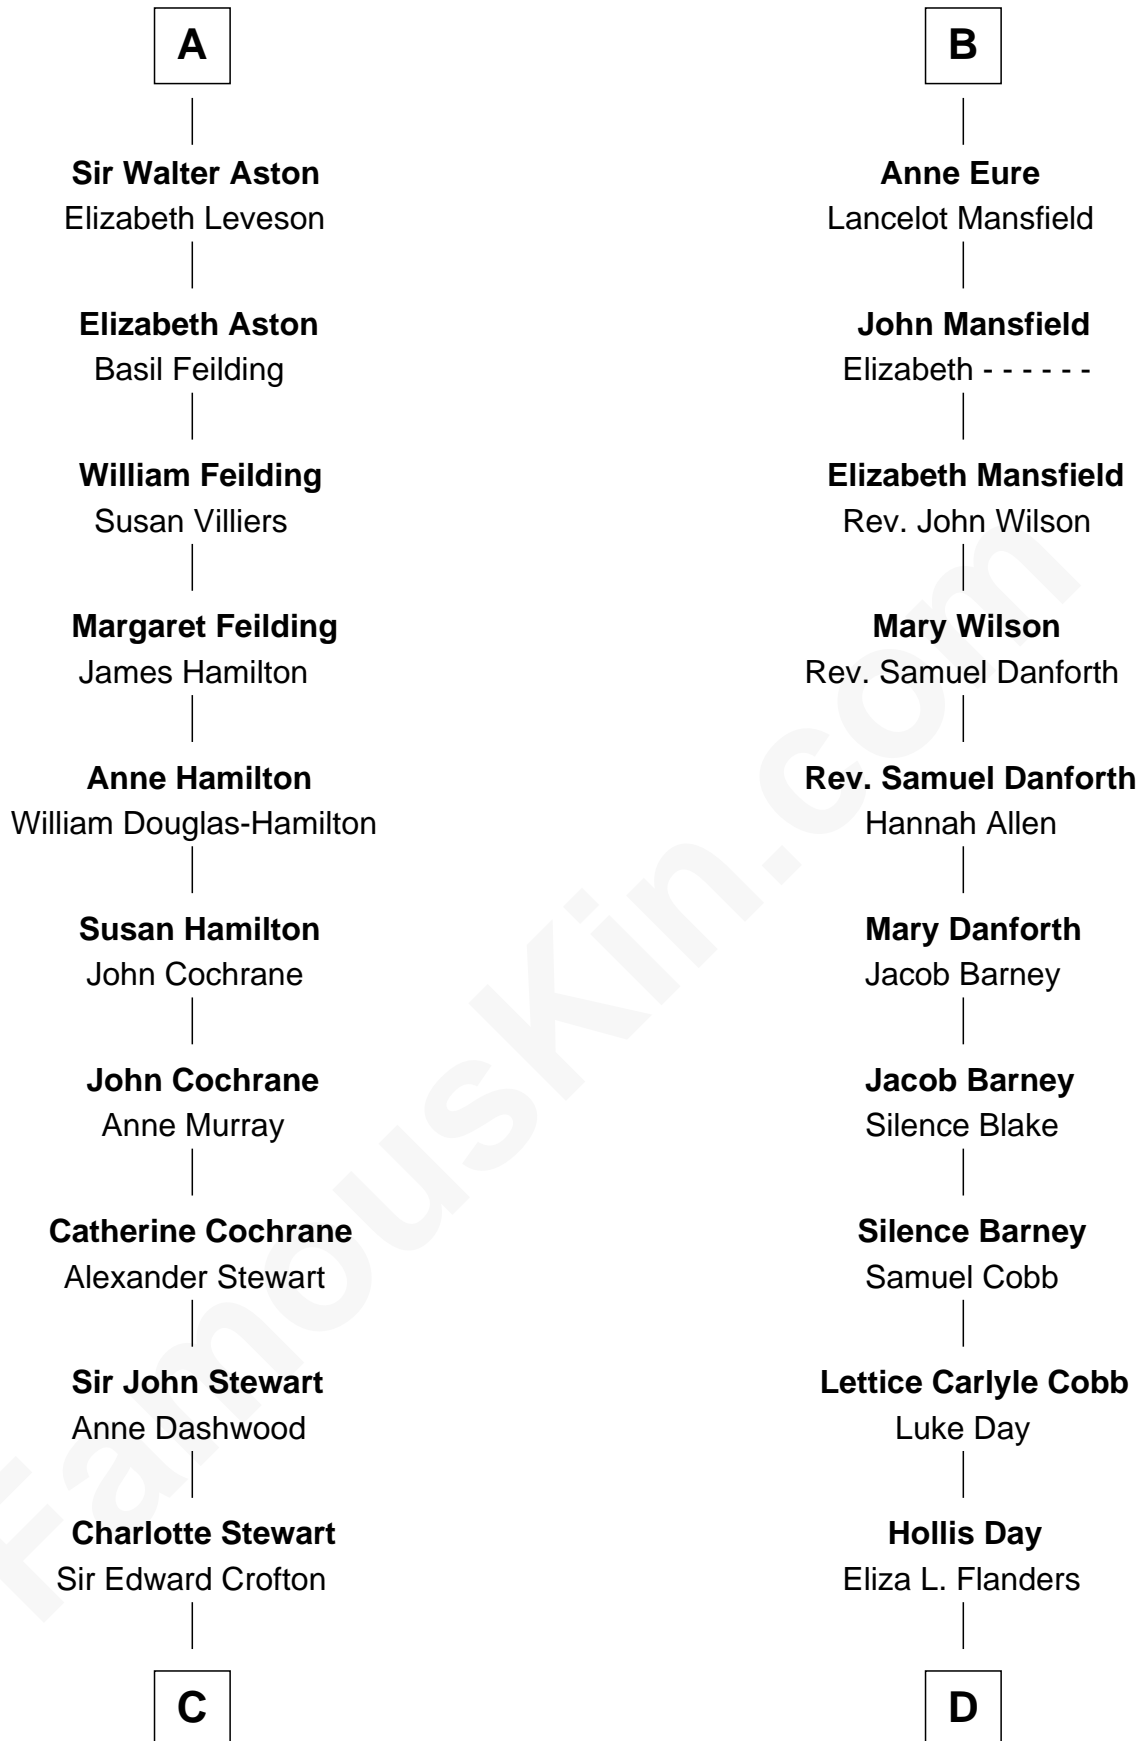 A
Sir Walter Aston
Elizabeth Leveson
Elizabeth Aston
Basil Feilding
William Feilding
Susan Villiers
Margaret Feilding
James Hamilton
Anne Hamilton
William Douglas-Hamilton
Susan Hamilton
John Cochrane
John Cochrane
Anne Murray
Catherine Cochrane
Alexander Stewart
Sir John Stewart
Anne Dashwood
Charlotte Stewart
Sir Edward Crofton
C
B
Anne Eure
Lancelot Mansfield
John Mansfield
Elizabeth - - - - - -
Elizabeth Mansfield
Rev. John Wilson
Mary Wilson
Rev. Samuel Danforth
Rev. Samuel Danforth
Hannah Allen
Mary Danforth
Jacob Barney
Jacob Barney
Silence Blake
Silence Barney
Samuel Cobb
Lettice Carlyle Cobb
Luke Day
Hollis Day
Eliza L. Flanders
D
FamousKin.com